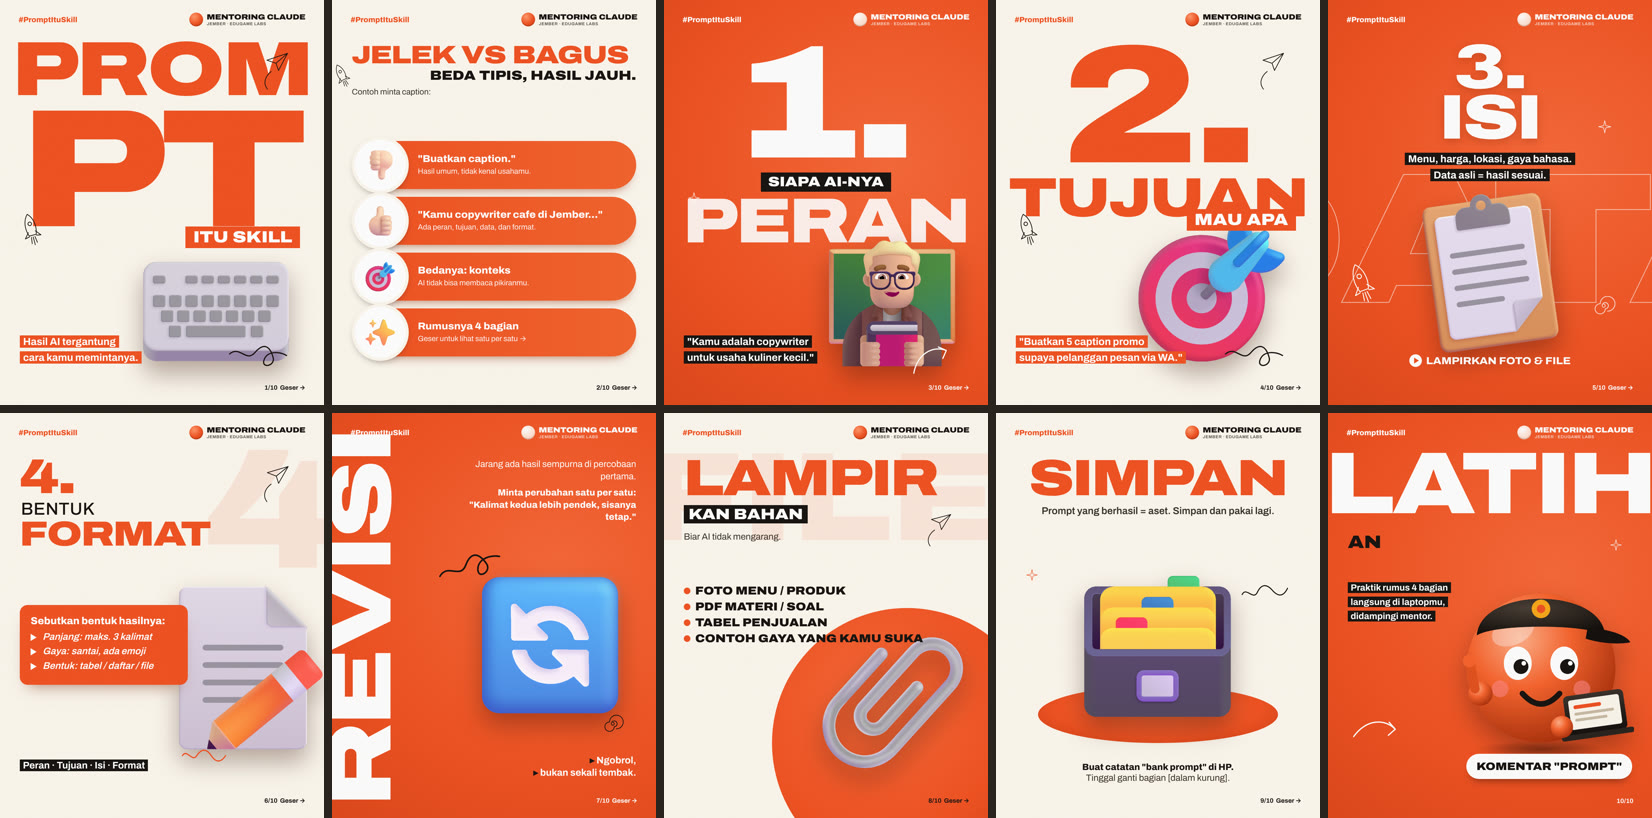 #PromptItuSkill
MENTORING CLAUDE
JEMBER · EDUGAME LABS
PROM
PT
ITU SKILL
Hasil AI tergantung
cara kamu memintanya.
1/10 Geser →
MENTORING CLAUDE
JEMBER · EDUGAME LABS
JELEK VS BAGUS
BEDA TIPIS, HASIL JAUH.
Contoh minta caption:
"Buatkan caption."
Hasil umum, tidak kenal usahamu.
"Kamu copywriter cafe di Jember..."
Ada peran, tujuan, data, dan format.
Bedanya: konteks
AI tidak bisa membaca pikiranmu.
Rumusnya 4 bagian
Geser untuk lihat satu per satu →
2/10 Geser →
#PromptItuSkill
MENTORING CLAUDE
JEMBER · EDUGAME LABS
1.
SIAPA AI-NYA
PERAN
"Kamu adalah copywriter
untuk usaha kuliner kecil."
3/10 Geser →
#PromptItuSkill
MENTORING CLAUDE
JEMBER · EDUGAME LABS
2.
TUJUAN
MAU APA
"Buatkan 5 caption promo
supaya pelanggan pesan via WA."
4/10 Geser →
#PromptItuSkill
MENTORING CLAUDE
JEMBER · EDUGAME LABS
3.
ISI
Menu, harga, lokasi, gaya bahasa.
Data asli = hasil sesuai.
LAMPIRKAN FOTO & FILE
5/10 Geser →
#PromptItuSkill
MENTORING CLAUDE
JEMBER · EDUGAME LABS
4
4.
BENTUK
FORMAT
Sebutkan bentuk hasilnya:
Panjang: maks. 3 kalimat
Gaya: santai, ada emoji
Bentuk: tabel / daftar / file
Peran · Tujuan · Isi · Format
6/10 Geser →
#PromptItuSkill
MENTORING CLAUDE
JEMBER · EDUGAME LABS
REVISI
Jarang ada hasil sempurna di percobaan
pertama.
Minta perubahan satu per satu:
"Kalimat kedua lebih pendek, sisanya
tetap."
Ngobrol,
bukan sekali tembak.
7/10 Geser →
#PromptItuSkill
MENTORING CLAUDE
JEMBER · EDUGAME LABS
LAMPIR
KAN BAHAN
Biar AI tidak mengarang.
FOTO MENU / PRODUK
PDF MATERI / SOAL
TABEL PENJUALAN
CONTOH GAYA YANG KAMU SUKA
8/10 Geser →
#PromptItuSkill
MENTORING CLAUDE
JEMBER · EDUGAME LABS
SIMPAN
Prompt yang berhasil = aset. Simpan dan pakai lagi.
Buat catatan "bank prompt" di HP.
Tinggal ganti bagian [dalam kurung].
9/10 Geser →
#PromptItuSkill
MENTORING CLAUDE
JEMBER · EDUGAME LABS
LATIH
AN
Praktik rumus 4 bagian
langsung di laptopmu,
didampingi mentor.
KOMENTAR "PROMPT"
10/10